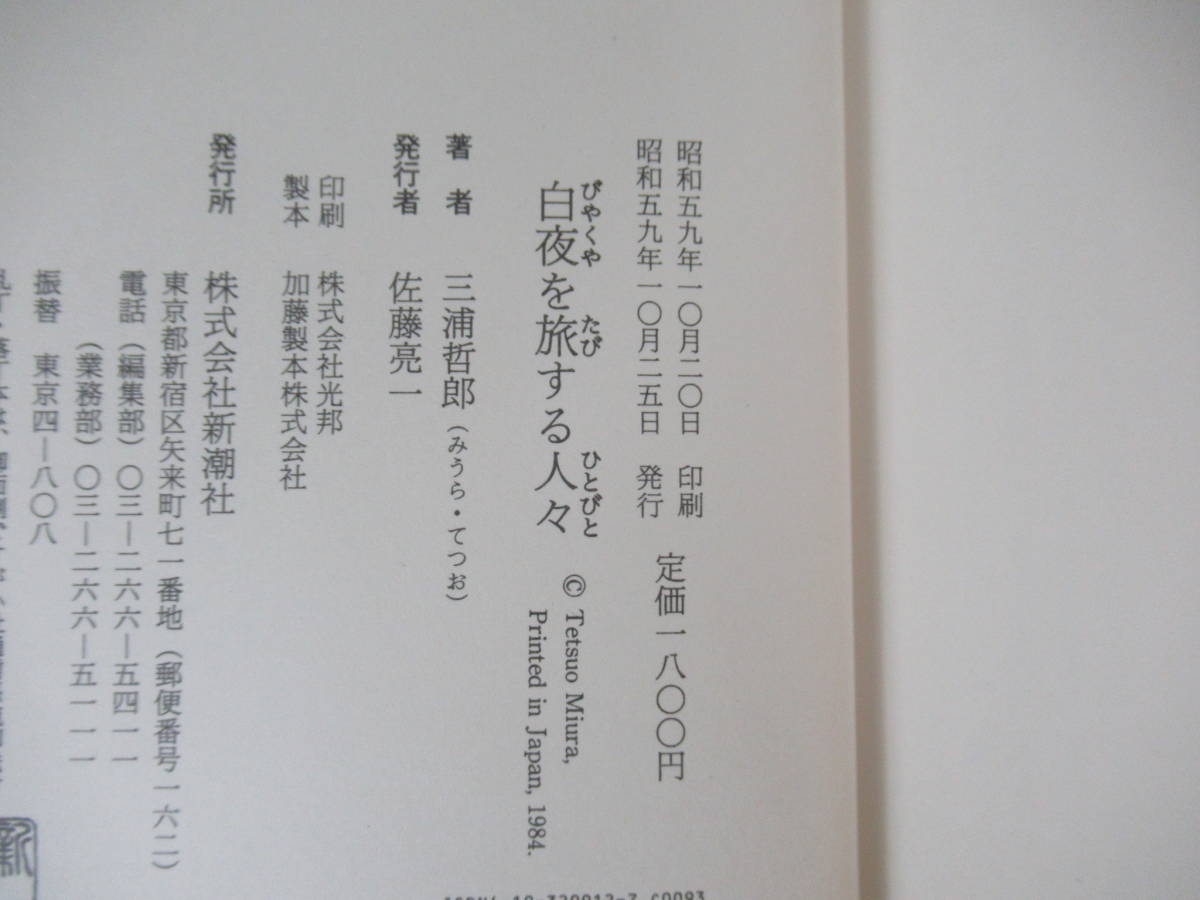 昭和五九年一〇月二〇日　印刷
昭和五九年一〇月二五日　発行
定価一八〇〇円
びゃくや　たび　ひとびと
白夜を旅する人々
© Tetsuo Miura,
Printed in Japan, 1984.
著　者　三浦哲郎（みうら・てつお）
発行者　佐藤亮一
印刷　株式会社光邦
製本　加藤製本株式会社
発行所　株式会社新潮社
東京都新宿区矢来町七一番地（郵便番号一六二）
電話（編集部）〇三―二六六―五四一一
（業務部）〇三―二六六―五一一一
振替　東京四―八〇八
新